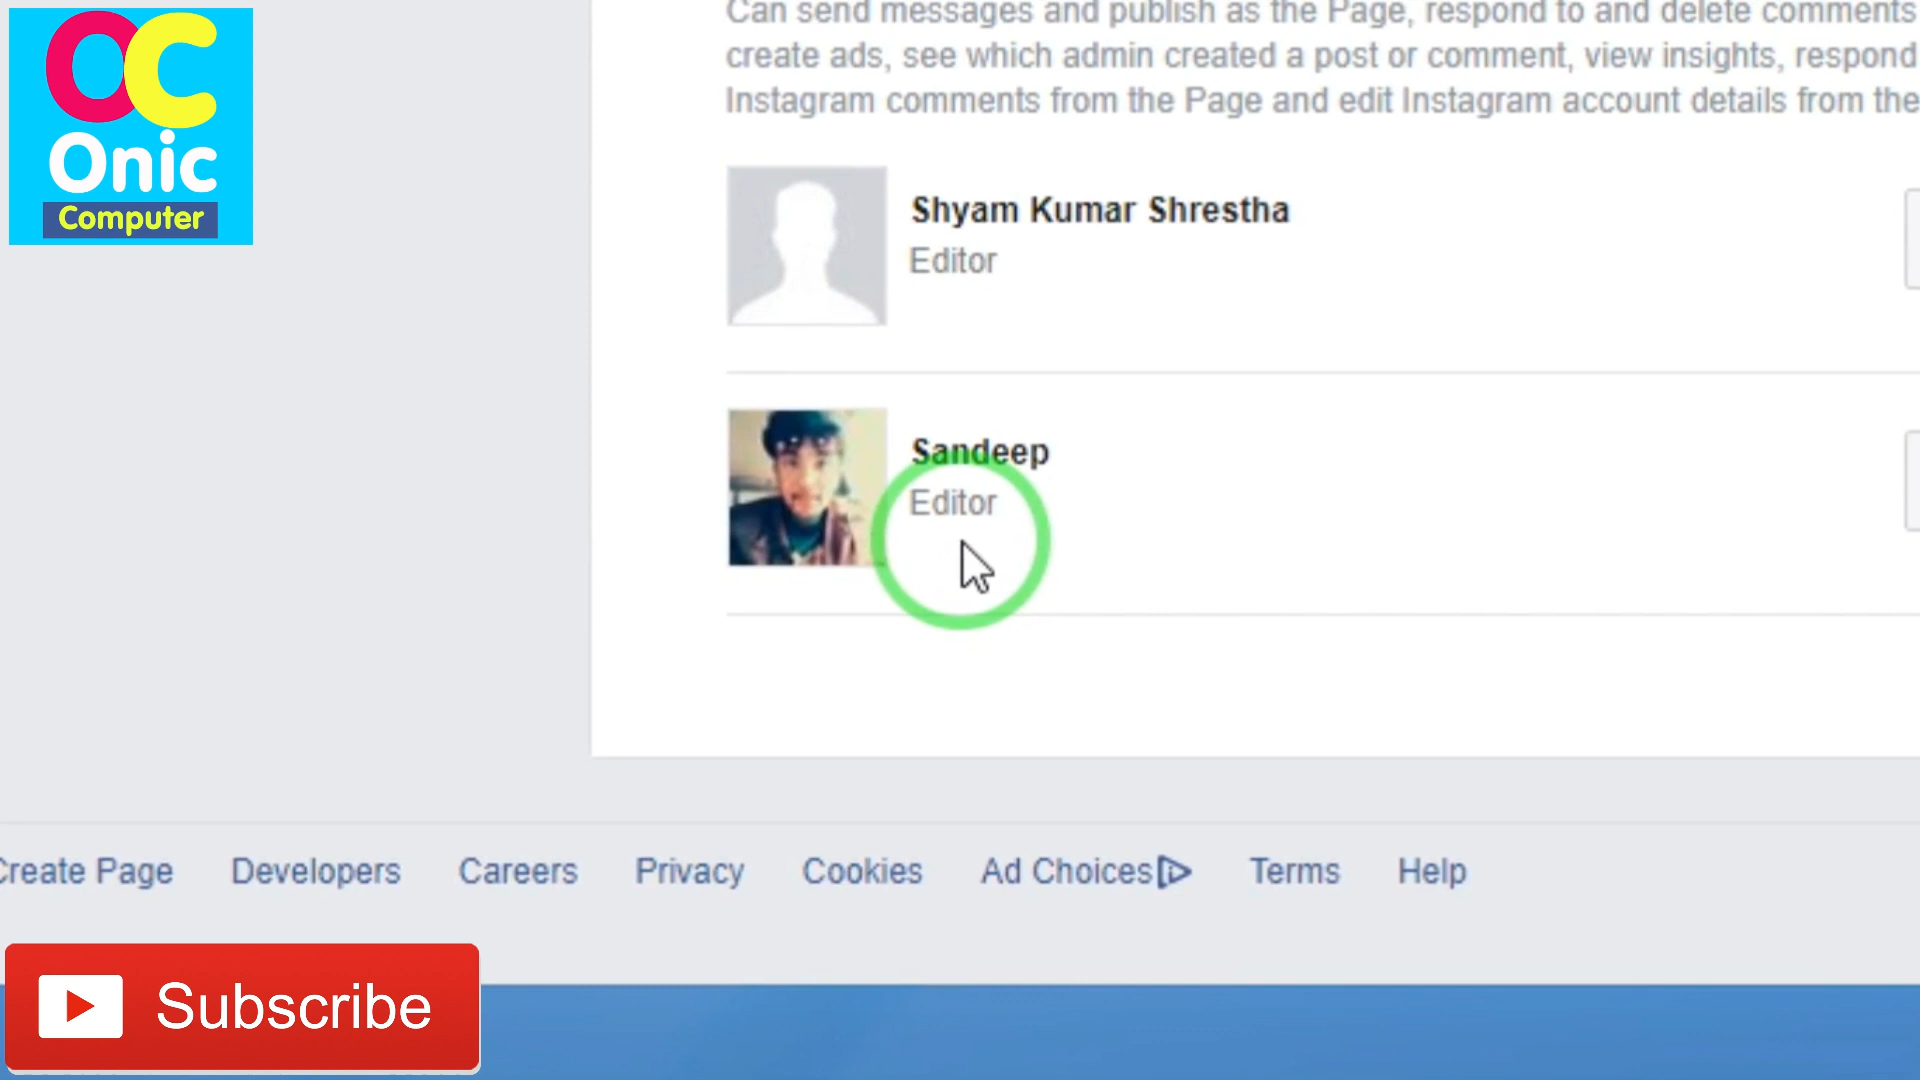 OC
Onic
Computer
Can send messages and publish as the Page, respond to and delete comments
create ads, see which admin created a post or comment, view insights, respond
Instagram comments from the Page and edit Instagram account details from the
Shyam Kumar Shrestha
Editor
Sandeep
Editor
Create Page Developers Careers Privacy Cookies Ad Choices Terms Help
Subscribe